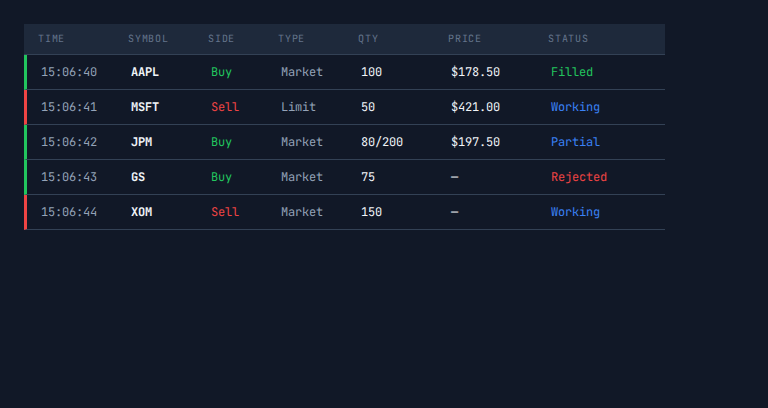 TIME SYMBOL SIDE TYPE QTY PRICE STATUS
15:06:40 AAPL Buy Market 100 $178.50 Filled
15:06:41 MSFT Sell Limit 50 $421.00 Working
15:06:42 JPM Buy Market 80/200 $197.50 Partial
15:06:43 GS Buy Market 75 — Rejected
15:06:44 XOM Sell Market 150 — Working